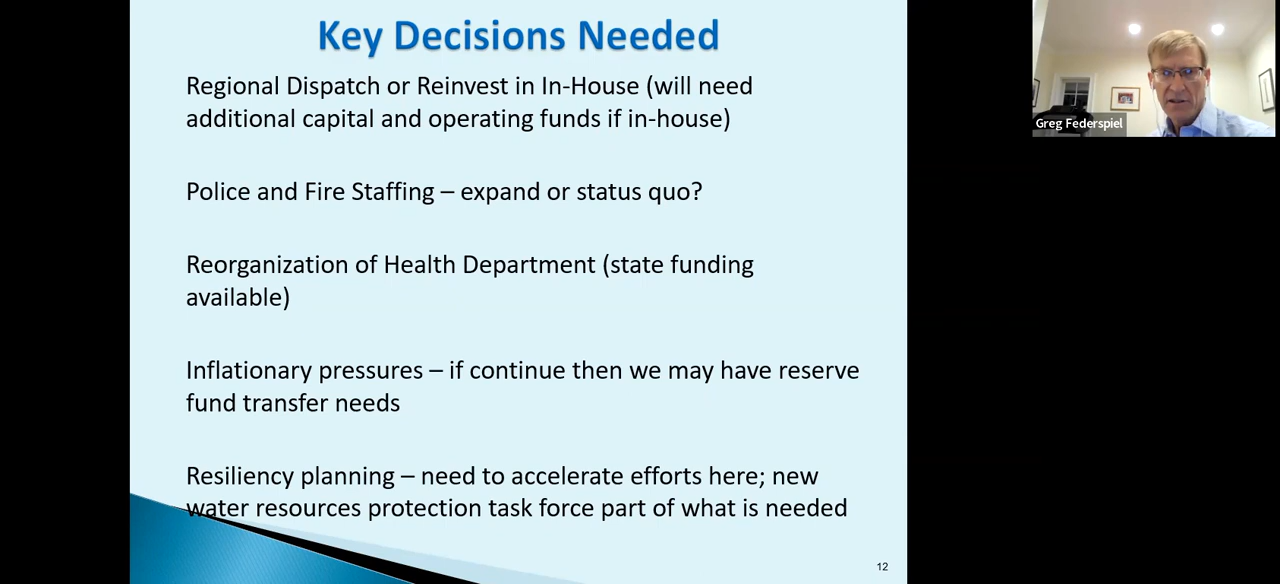 Key Decisions Needed
Regional Dispatch or Reinvest in In-House (will need
additional capital and operating funds if in-house)
Police and Fire Staffing – expand or status quo?
Reorganization of Health Department (state funding
available)
Inflationary pressures – if continue then we may have reserve
fund transfer needs
Resiliency planning – need to accelerate efforts here; new
water resources protection task force part of what is needed
12
Greg Federspiel